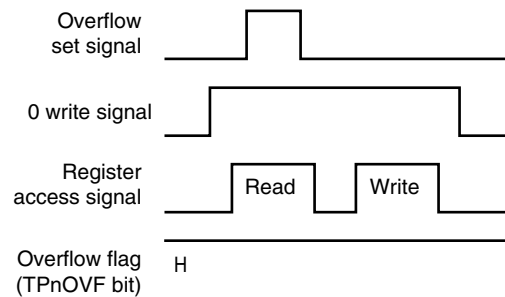 Overflow
set signal
0 write signal
Register
access signal
Read
Write
Overflow flag
(TPnOVF bit)
H